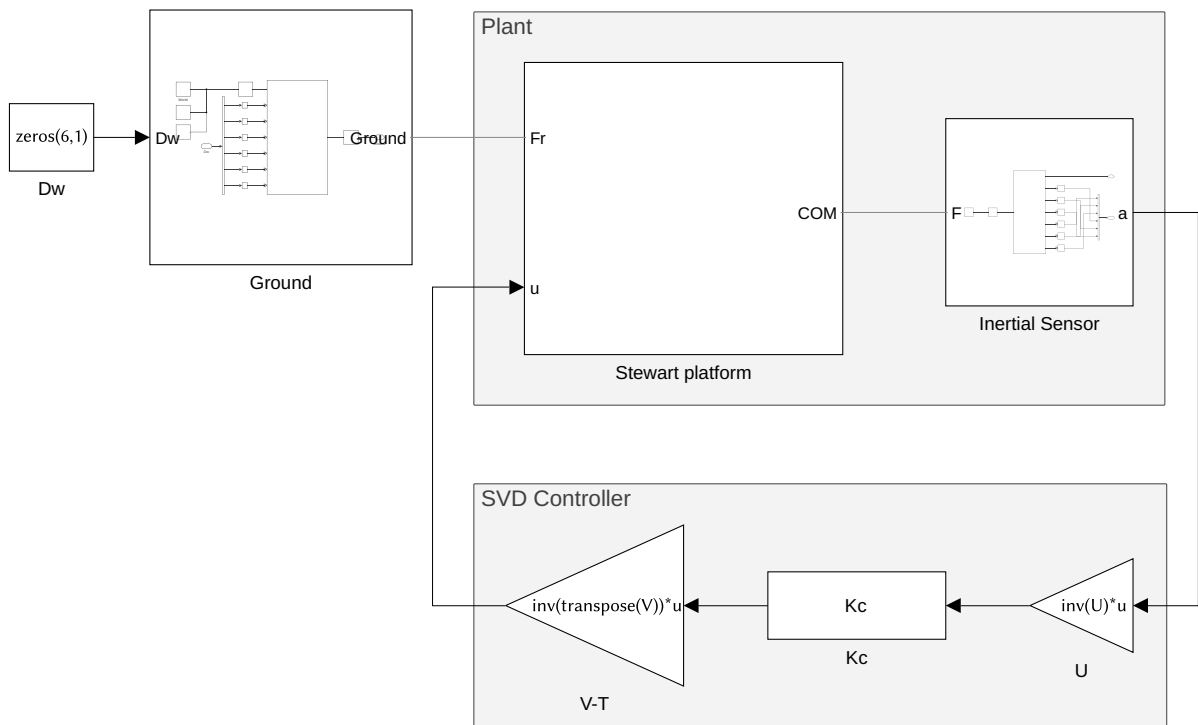 Plant
zeros(6,1)
Dw
Dw
Ground
Ground
Fr
COM
u
Stewart platform
F
a
Inertial Sensor
SVD Controller
inv(transpose(V))*u
V-T
Kc
Kc
inv(U)*u
U